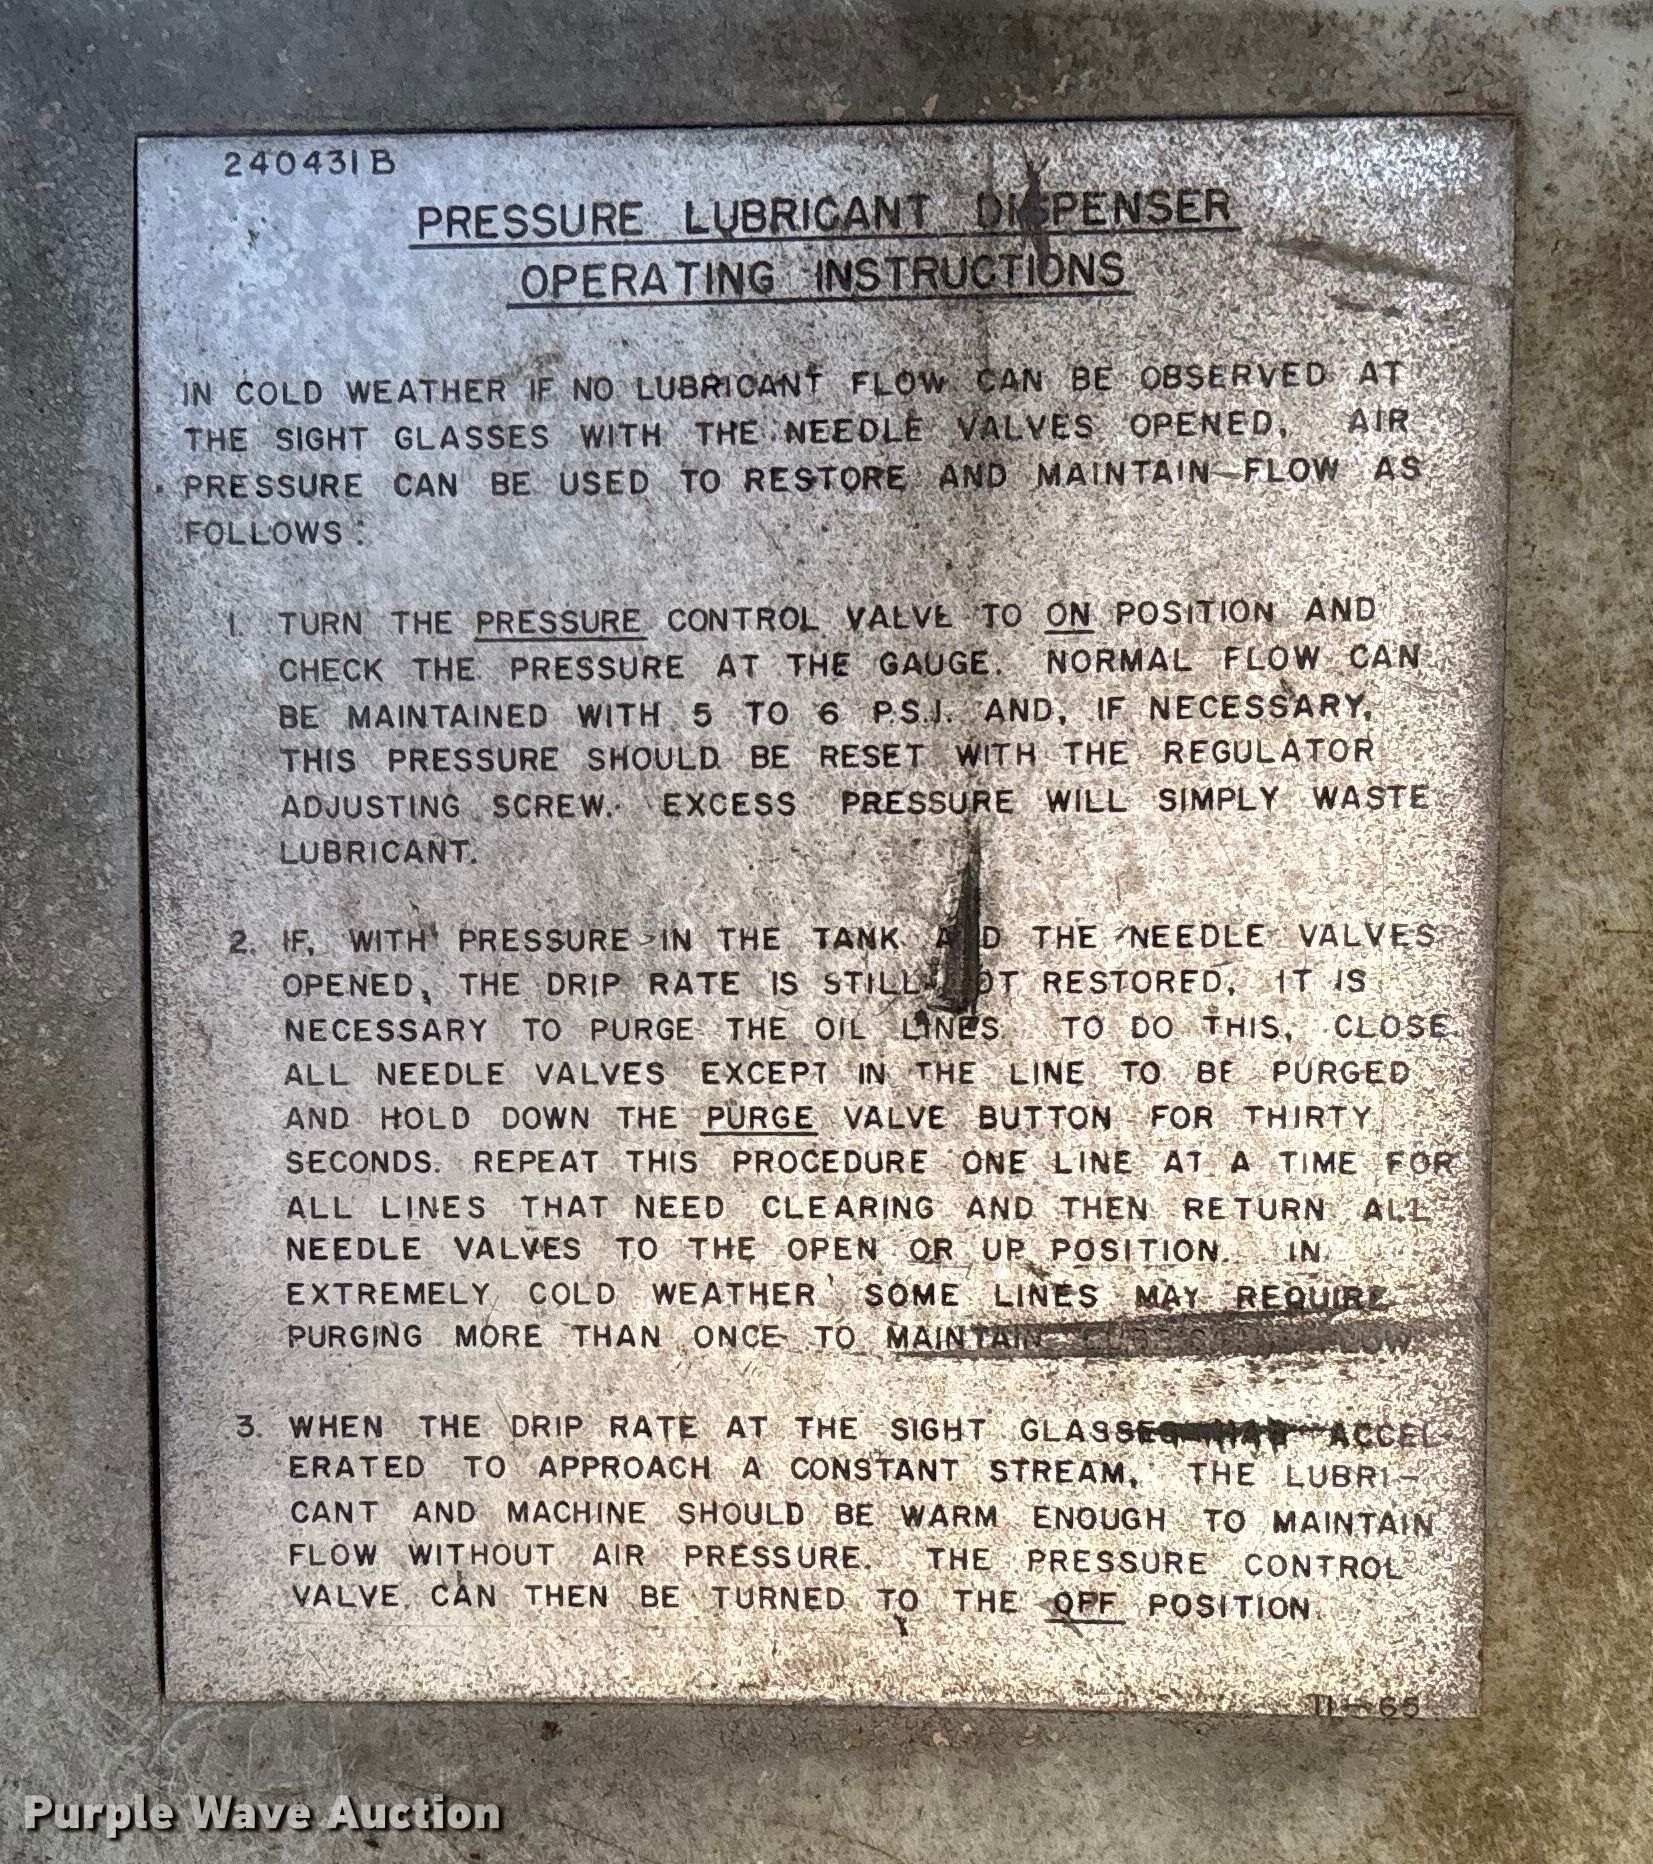 240431B
PRESSURE LUBRICANT DISPENSER
OPERATING INSTRUCTIONS
IN COLD WEATHER IF NO LUBRICANT FLOW CAN BE OBSERVED AT
THE SIGHT GLASSES WITH THE NEEDLE VALVES OPENED, AIR
PRESSURE CAN BE USED TO RESTORE AND MAINTAIN FLOW AS
FOLLOWS:
1. TURN THE PRESSURE CONTROL VALVE TO ON POSITION AND
CHECK THE PRESSURE AT THE GAUGE. NORMAL FLOW CAN
BE MAINTAINED WITH 5 TO 6 P.S.I. AND, IF NECESSARY,
THIS PRESSURE SHOULD BE RESET WITH THE REGULATOR
ADJUSTING SCREW. EXCESS PRESSURE WILL SIMPLY WASTE
LUBRICANT.
2. IF, WITH PRESSURE IN THE TANK AND THE NEEDLE VALVES
OPENED, THE DRIP RATE IS STILL NOT RESTORED, IT IS
NECESSARY TO PURGE THE OIL LINES. TO DO THIS, CLOSE
ALL NEEDLE VALVES EXCEPT IN THE LINE TO BE PURGED
AND HOLD DOWN THE PURGE VALVE BUTTON FOR THIRTY
SECONDS. REPEAT THIS PROCEDURE ONE LINE AT A TIME FOR
ALL LINES THAT NEED CLEARING AND THEN RETURN ALL
NEEDLE VALVES TO THE OPEN OR UP POSITION. IN
EXTREMELY COLD WEATHER SOME LINES MAY REQUIRE
PURGING MORE THAN ONCE TO MAINTAIN FLOW
3. WHEN THE DRIP RATE AT THE SIGHT GLASSES HAS ACCEL-
ERATED TO APPROACH A CONSTANT STREAM, THE LUBRI-
CANT AND MACHINE SHOULD BE WARM ENOUGH TO MAINTAIN
FLOW WITHOUT AIR PRESSURE. THE PRESSURE CONTROL
VALVE CAN THEN BE TURNED TO THE OFF POSITION.
11-65
Purple Wave Auction